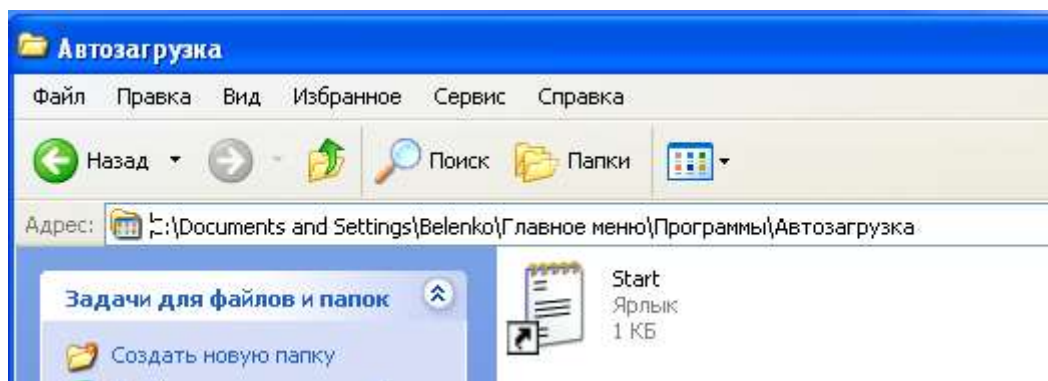 Автозагрузка
Файл Правка Вид Избранное Сервис Справка
Назад Поиск Папки
Адрес: C:\Documents and Settings\Belenko\Главное меню\Программы\Автозагрузка
Задачи для файлов и папок
Создать новую папку
Start
Ярлык
1 КБ